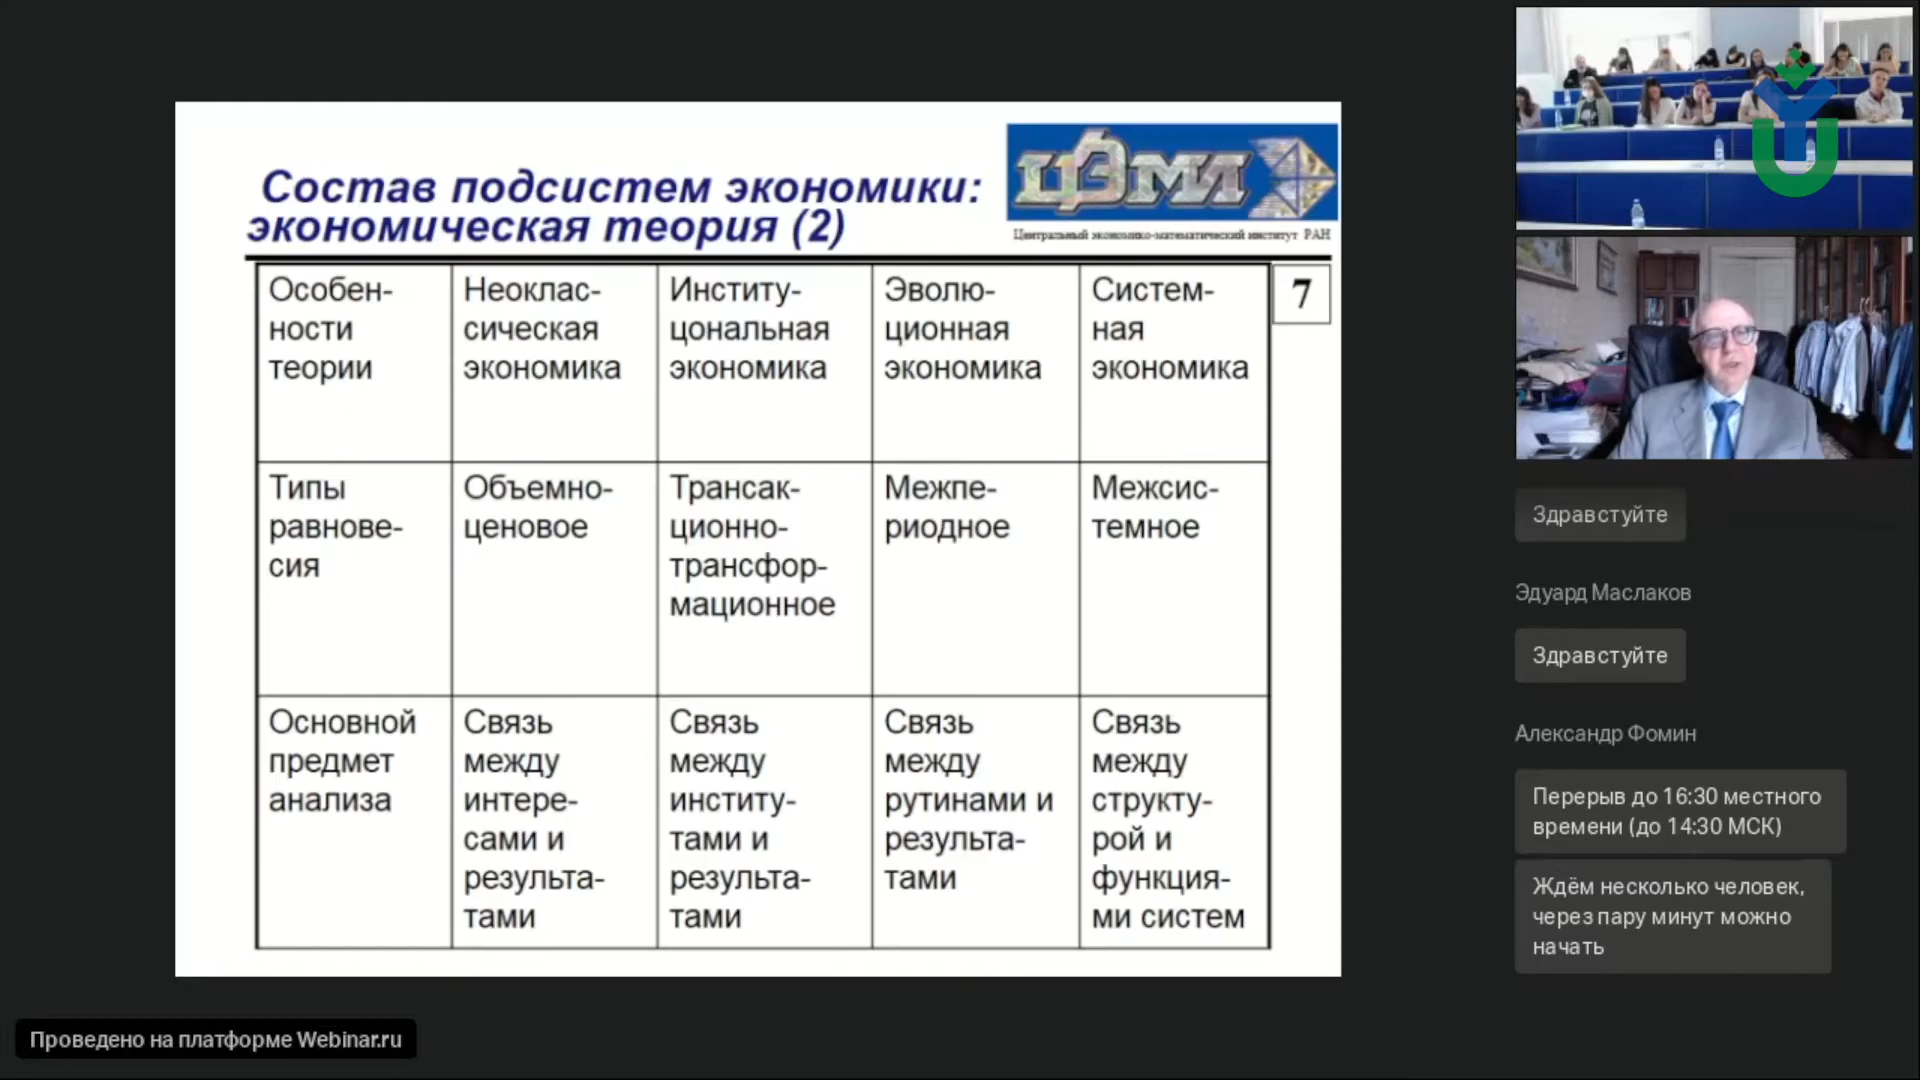 Состав подсистем экономики:
экономическая теория (2)
ЦЭМИ
Центральный экономико-математический институт РАН
7
Особен-
ности
теории
Неоклас-
сическая
экономика
Институ-
циональная
экономика
Эволю-
ционная
экономика
Систем-
ная
экономика
Типы
равнове-
сия
Объемно-
ценовое
Трансак-
ционно-
трансфор-
мационное
Межпе-
риодное
Межсис-
темное
Основной
предмет
анализа
Связь
между
интере-
сами и
результа-
тами
Связь
между
институ-
тами и
результа-
тами
Связь
между
рутинами и
результа-
тами
Связь
между
структу-
рой и
функция-
ми систем
Здравстуйте
Эдуард Маслаков
Здравстуйте
Александр Фомин
Перерыв до 16:30 местного
времени (до 14:30 МСК)
Ждём несколько человек,
через пару минут можно
начать
Проведено на платформе Webinar.ru